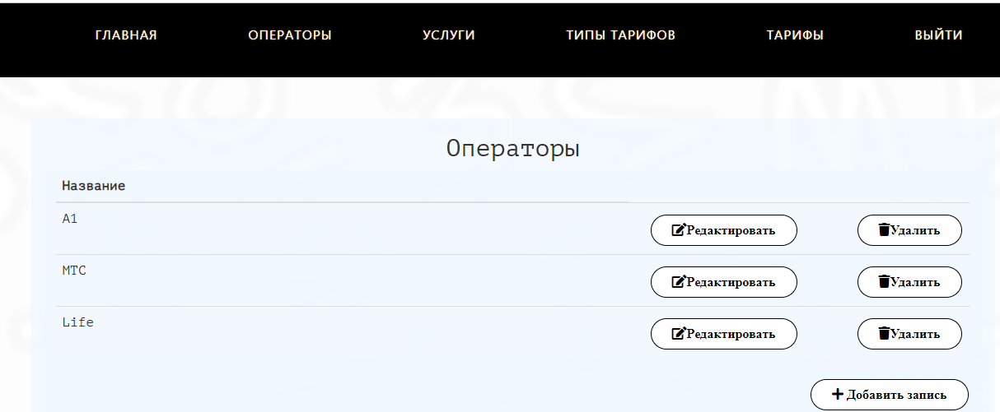 ГЛАВНАЯ ОПЕРАТОРЫ УСЛУГИ ТИПЫ ТАРИФОВ ТАРИФЫ ВЫЙТИ
Операторы
Название
A1 Редактировать Удалить
МТС Редактировать Удалить
Life Редактировать Удалить
+ Добавить запись